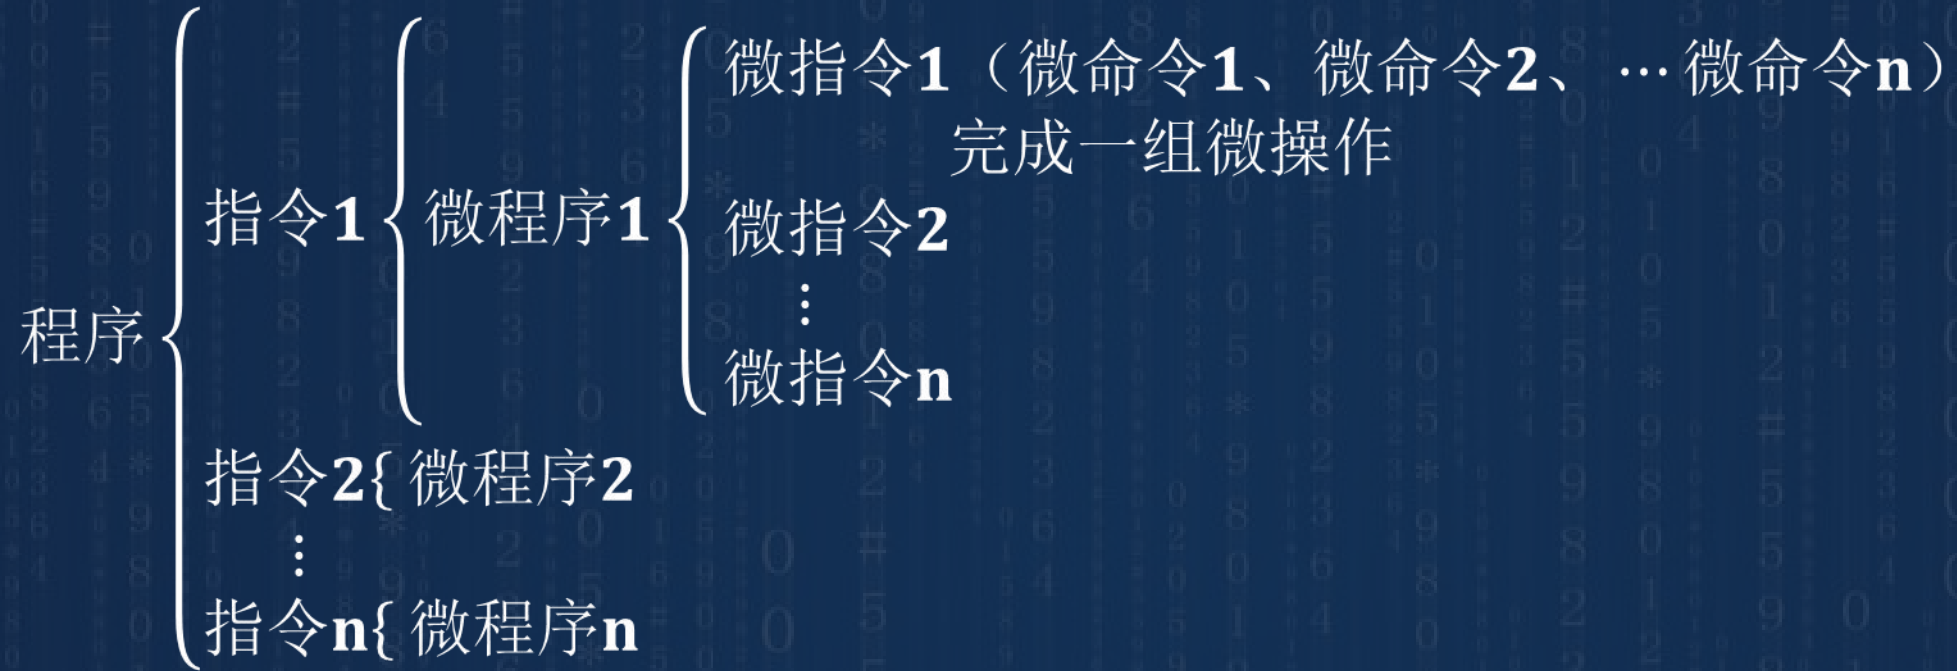 微指令1（微命令1、微命令2、…微命令n）
完成一组微操作
指令1{微程序1{微指令2
⋮
程序{
微指令n
指令2{微程序2
⋮
指令n{微程序n